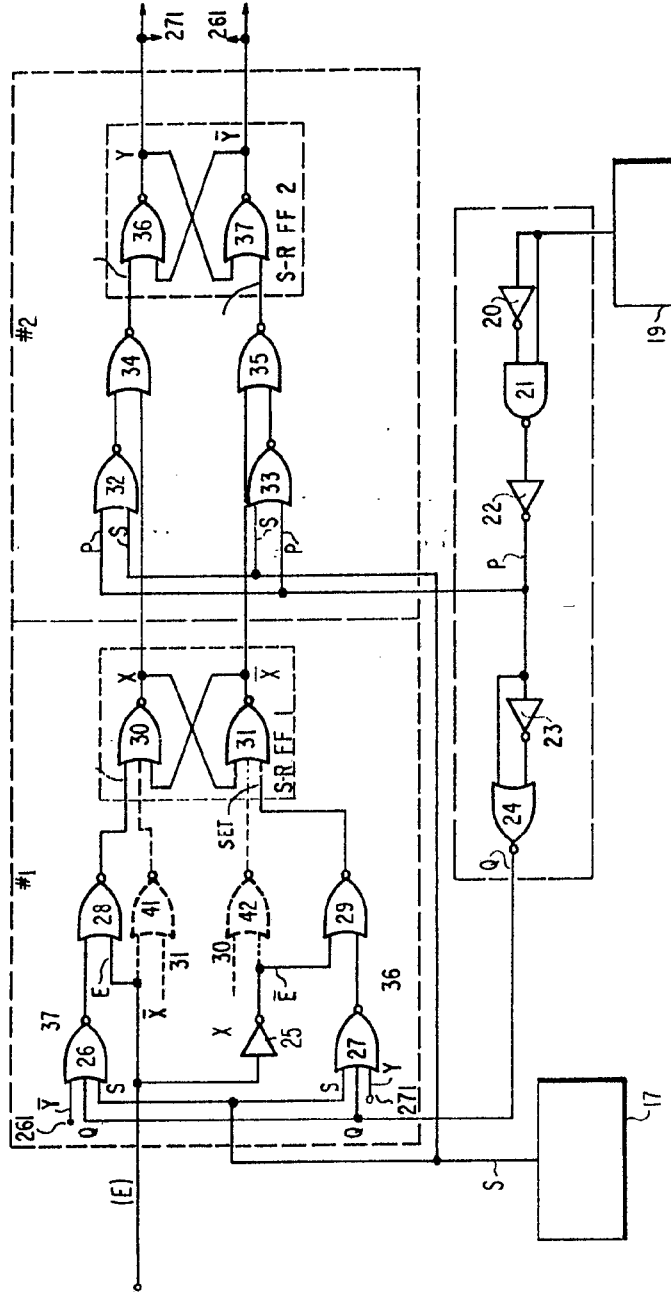 #1
#2
271
261
(E)
261
Y̅
Q
S
37
26
E
28
X̅
31
41
30
S-R FF 1
X
X̅
31
SET
30
42
E̅
X
25
29
36
S
27
Q
Y
271
P
S
32
34
S
P
33
35
36
37
Y
Y̅
S-R FF 2
S
17
Q
24
23
P
22
21
20
19